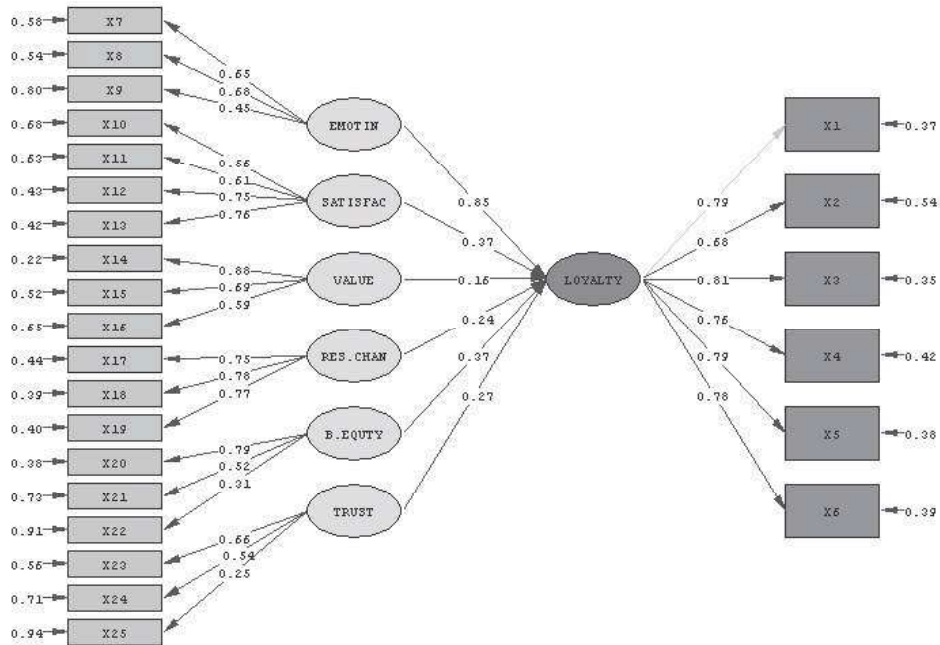 0.58 X7
0.54 X8
0.80 X9
0.68 X10
0.63 X11
0.43 X12
0.42 X13
0.22 X14
0.52 X15
0.65 X16
0.44 X17
0.39 X18
0.40 X19
0.38 X20
0.73 X21
0.91 X22
0.56 X23
0.71 X24
0.94 X25
0.65
0.68
0.45
0.56
0.61
0.75
0.76
0.88
0.69
0.59
0.75
0.78
0.77
0.79
0.52
0.31
0.66
0.54
0.25
EMOTIN
SATISFAC
VALUE
RES.CHAN
B.EQUTY
TRUST
0.85
0.37
0.16
0.24
0.37
0.27
LOYALTY
0.79
0.68
0.81
0.76
0.79
0.78
X1 0.37
X2 0.54
X3 0.35
X4 0.42
X5 0.38
X6 0.39